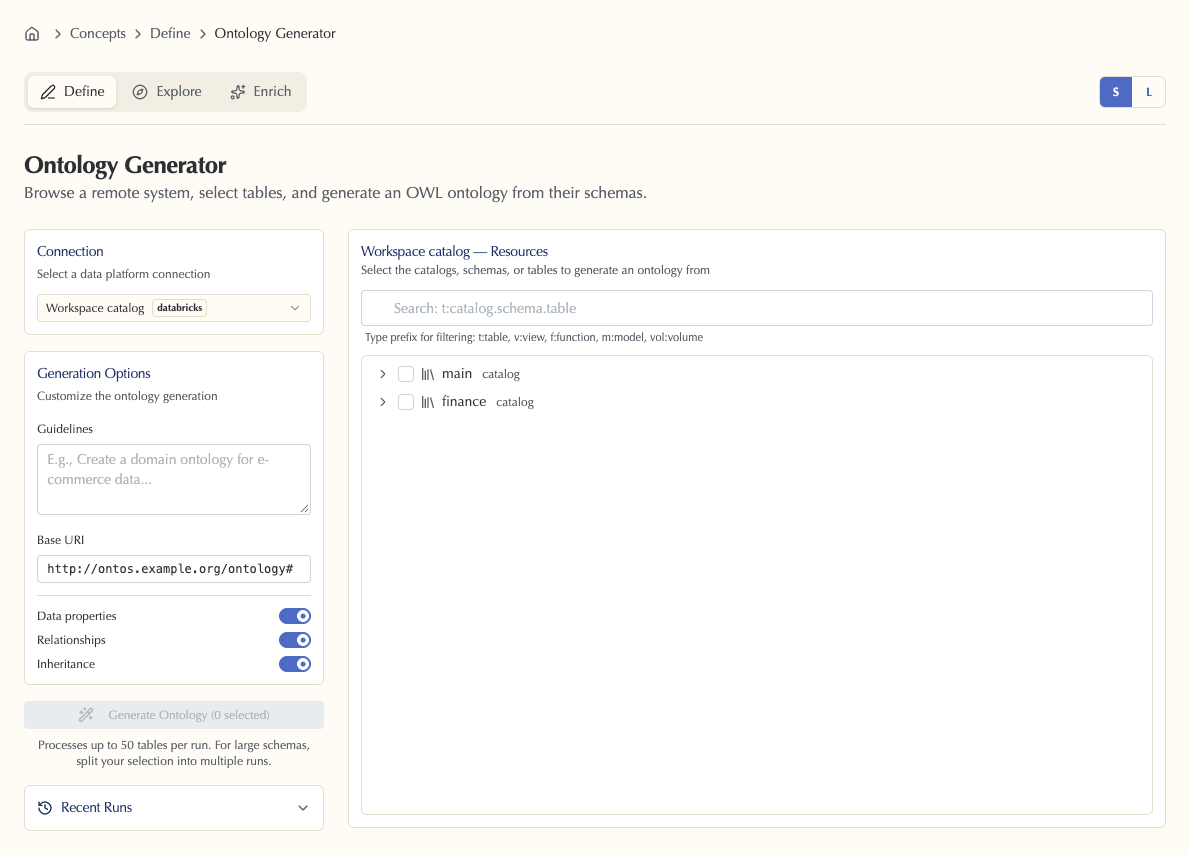 Concepts > Define > Ontology Generator
Define Explore Enrich
S L
Ontology Generator
Browse a remote system, select tables, and generate an OWL ontology from their schemas.
Connection
Select a data platform connection
Workspace catalog databricks
Generation Options
Customize the ontology generation
Guidelines
E.g., Create a domain ontology for e-
commerce data...
Base URI
http://ontos.example.org/ontology#
Data properties
Relationships
Inheritance
Generate Ontology (0 selected)
Processes up to 50 tables per run. For large schemas,
split your selection into multiple runs.
Recent Runs
Workspace catalog — Resources
Select the catalogs, schemas, or tables to generate an ontology from
Search: t:catalog.schema.table
Type prefix for filtering: t:table, v:view, f:function, m:model, vol:volume
main catalog
finance catalog